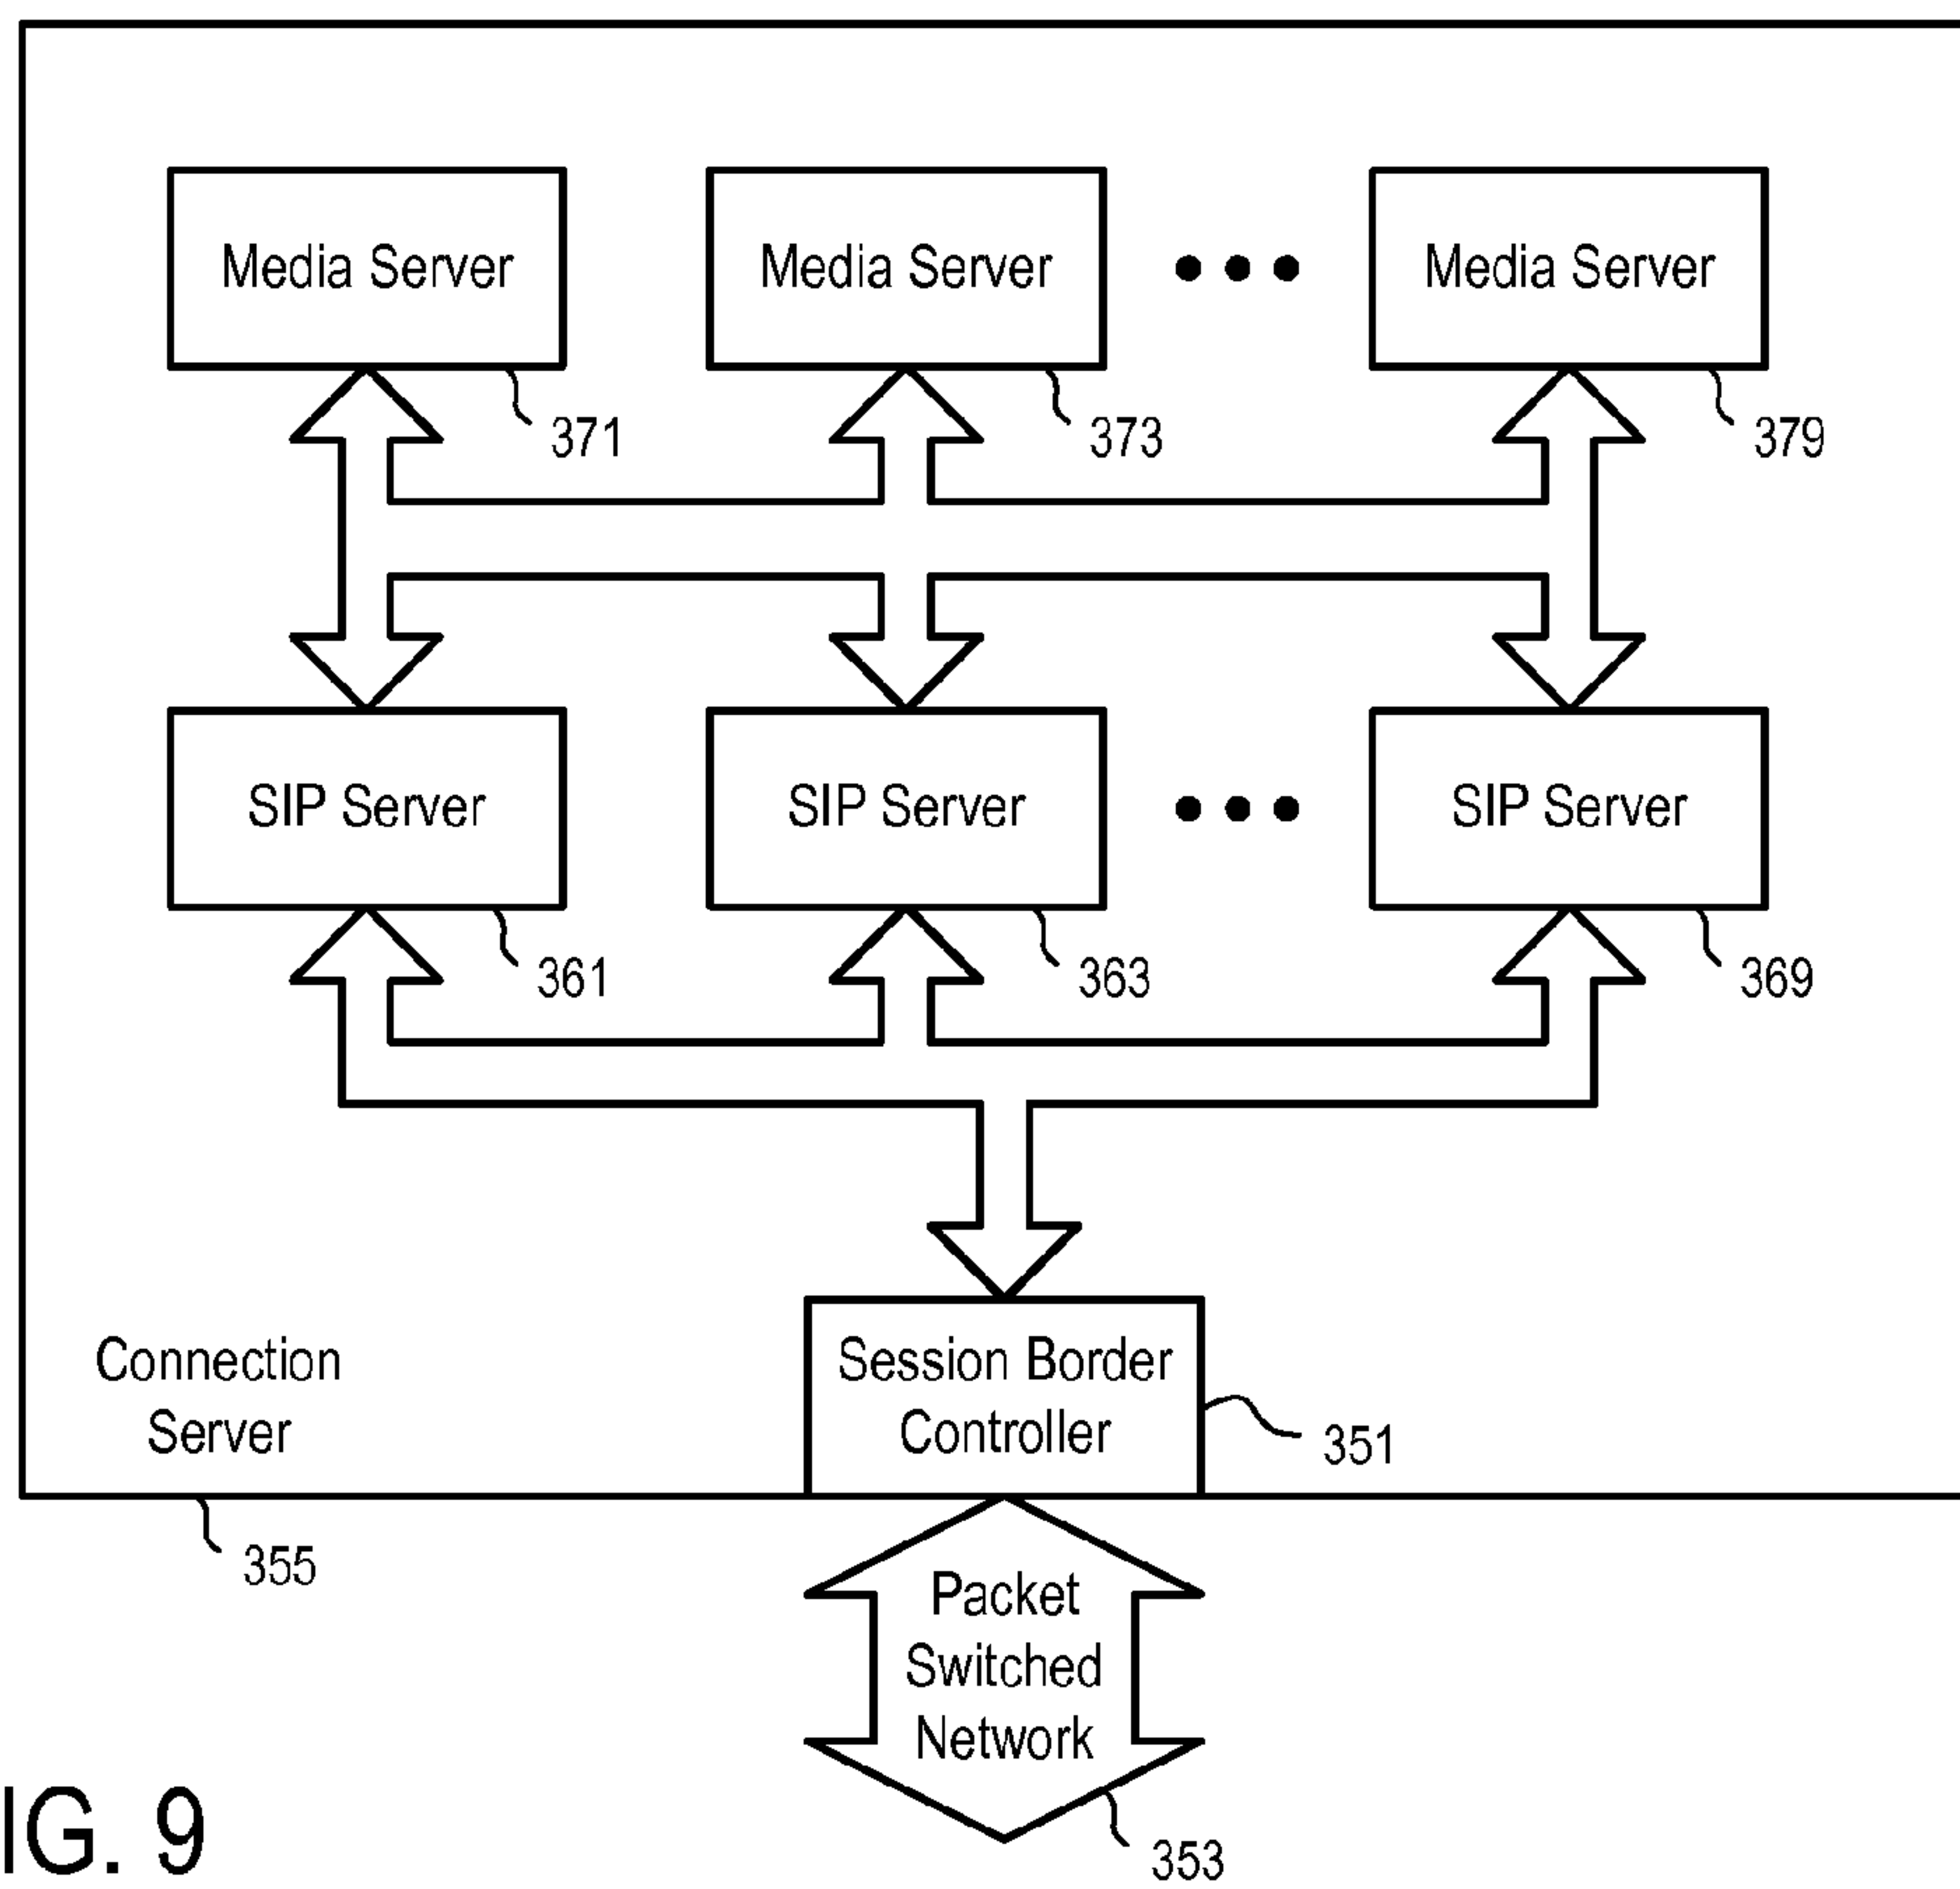 Media Server
Media Server
Media Server
371
373
379
SIP Server
SIP Server
SIP Server
361
363
369
Connection
Server
Session Border
Controller
351
355
Packet
Switched
Network
353
IG. 9